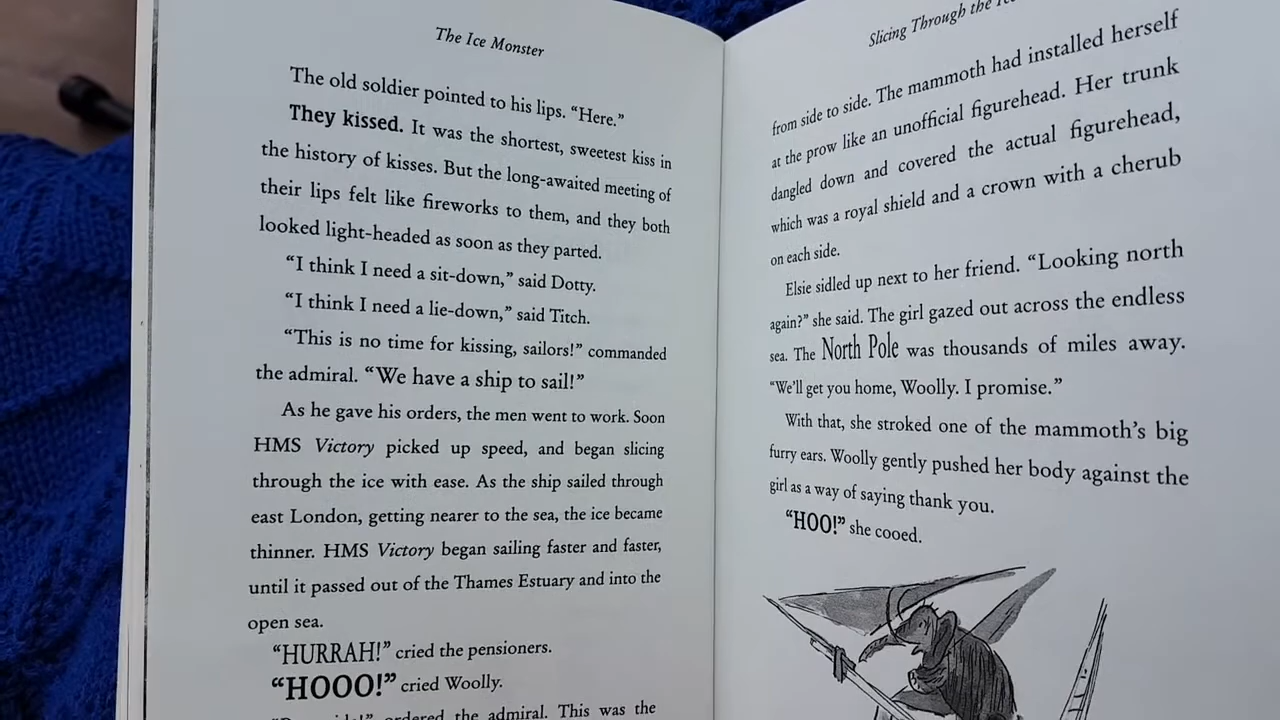 The Ice Monster
The old soldier pointed to his lips. “Here.”
They kissed. It was the shortest, sweetest kiss in
the history of kisses. But the long-awaited meeting of
their lips felt like fireworks to them, and they both
looked light-headed as soon as they parted.
“I think I need a sit-down,” said Dotty.
“I think I need a lie-down,” said Titch.
“This is no time for kissing, sailors!” commanded
the admiral. “We have a ship to sail!”
As he gave his orders, the men went to work. Soon
HMS Victory picked up speed, and began slicing
through the ice with ease. As the ship sailed through
east London, getting nearer to the sea, the ice became
thinner. HMS Victory began sailing faster and faster,
until it passed out of the Thames Estuary and into the
open sea.
“HURRAH!” cried the pensioners.
“HOOO!” cried Woolly.
ordered the admiral. This was the
Slicing Through the
from side to side. The mammoth had installed herself
at the prow like an unofficial figurehead. Her trunk
dangled down and covered the actual figurehead,
which was a royal shield and a crown with a cherub
on each side.
Elsie sidled up next to her friend. “Looking north
again?” she said. The girl gazed out across the endless
sea. The North Pole was thousands of miles away.
“We’ll get you home, Woolly. I promise.”
With that, she stroked one of the mammoth’s big
furry ears. Woolly gently pushed her body against the
girl as a way of saying thank you.
“HOO!” she cooed.